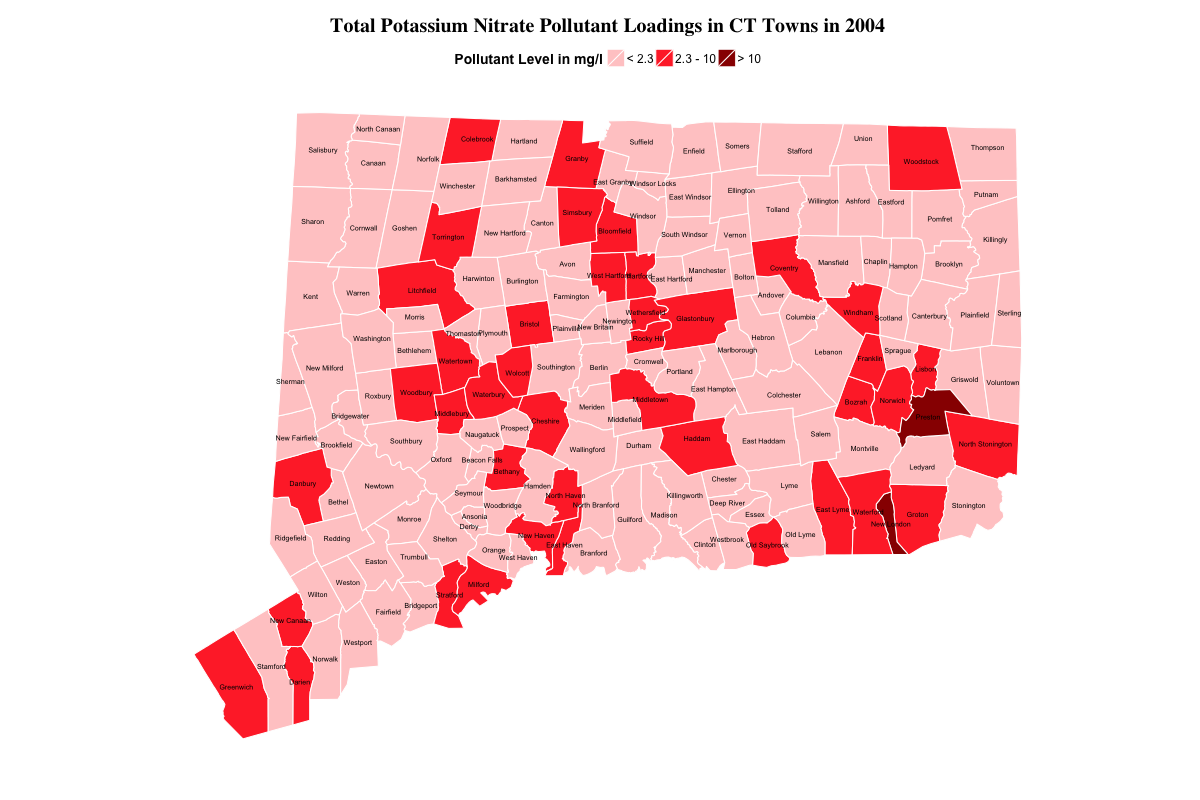 Total Potassium Nitrate Pollutant Loadings in CT Towns in 2004
Pollutant Level in mg/l < 2.3 2.3 - 10 > 10
North Canaan
Colebrook
Hartland
Suffield
Union
Salisbury
Canaan
Norfolk
Granby
Enfield
Somers
Stafford
Woodstock
Thompson
Winchester
Barkhamsted
East Granby
Windsor Locks
Ellington
East Windsor
Putnam
Willington
Ashford
Eastford
Sharon
Cornwall
Goshen
Torrington
New Hartford
Canton
Simsbury
Bloomfield
Windsor
South Windsor
Vernon
Tolland
Pomfret
Killingly
Avon
Kent
Warren
Litchfield
Harwinton
Burlington
West Hartford
Hartford
East Hartford
Manchester
Bolton
Coventry
Mansfield
Chaplin
Hampton
Brooklyn
Farmington
Andover
Morris
Bristol
Plainville
New Britain
Newington
Wethersfield
Glastonbury
Columbia
Windham
Scotland
Canterbury
Plainfield
Sterling
Washington
Thomaston
Plymouth
Rocky Hill
Hebron
Bethlehem
Watertown
Marlborough
Lebanon
Franklin
Sprague
New Milford
Wolcott
Southington
Berlin
Cromwell
Portland
Lisbon
Griswold
Voluntown
Sherman
Roxbury
Woodbury
Waterbury
East Hampton
Colchester
Bozrah
Norwich
Bridgewater
Middlebury
Cheshire
Meriden
Middletown
Middlefield
Preston
New Fairfield
Brookfield
Southbury
Naugatuck
Prospect
Wallingford
Durham
Haddam
East Haddam
Salem
Montville
North Stonington
Oxford
Beacon Falls
Bethany
Ledyard
Danbury
Bethel
Newtown
Seymour
Woodbridge
Hamden
North Haven
North Branford
Killingworth
Chester
Deep River
Lyme
Monroe
Ansonia
Derby
Guilford
Madison
Essex
East Lyme
Waterford
New London
Groton
Stonington
Ridgefield
Redding
Shelton
New Haven
East Haven
Orange
West Haven
Branford
Clinton
Westbrook
Old Saybrook
Old Lyme
Easton
Trumbull
Weston
Wilton
Stratford
Milford
Bridgeport
Fairfield
New Canaan
Westport
Stamford
Norwalk
Darien
Greenwich